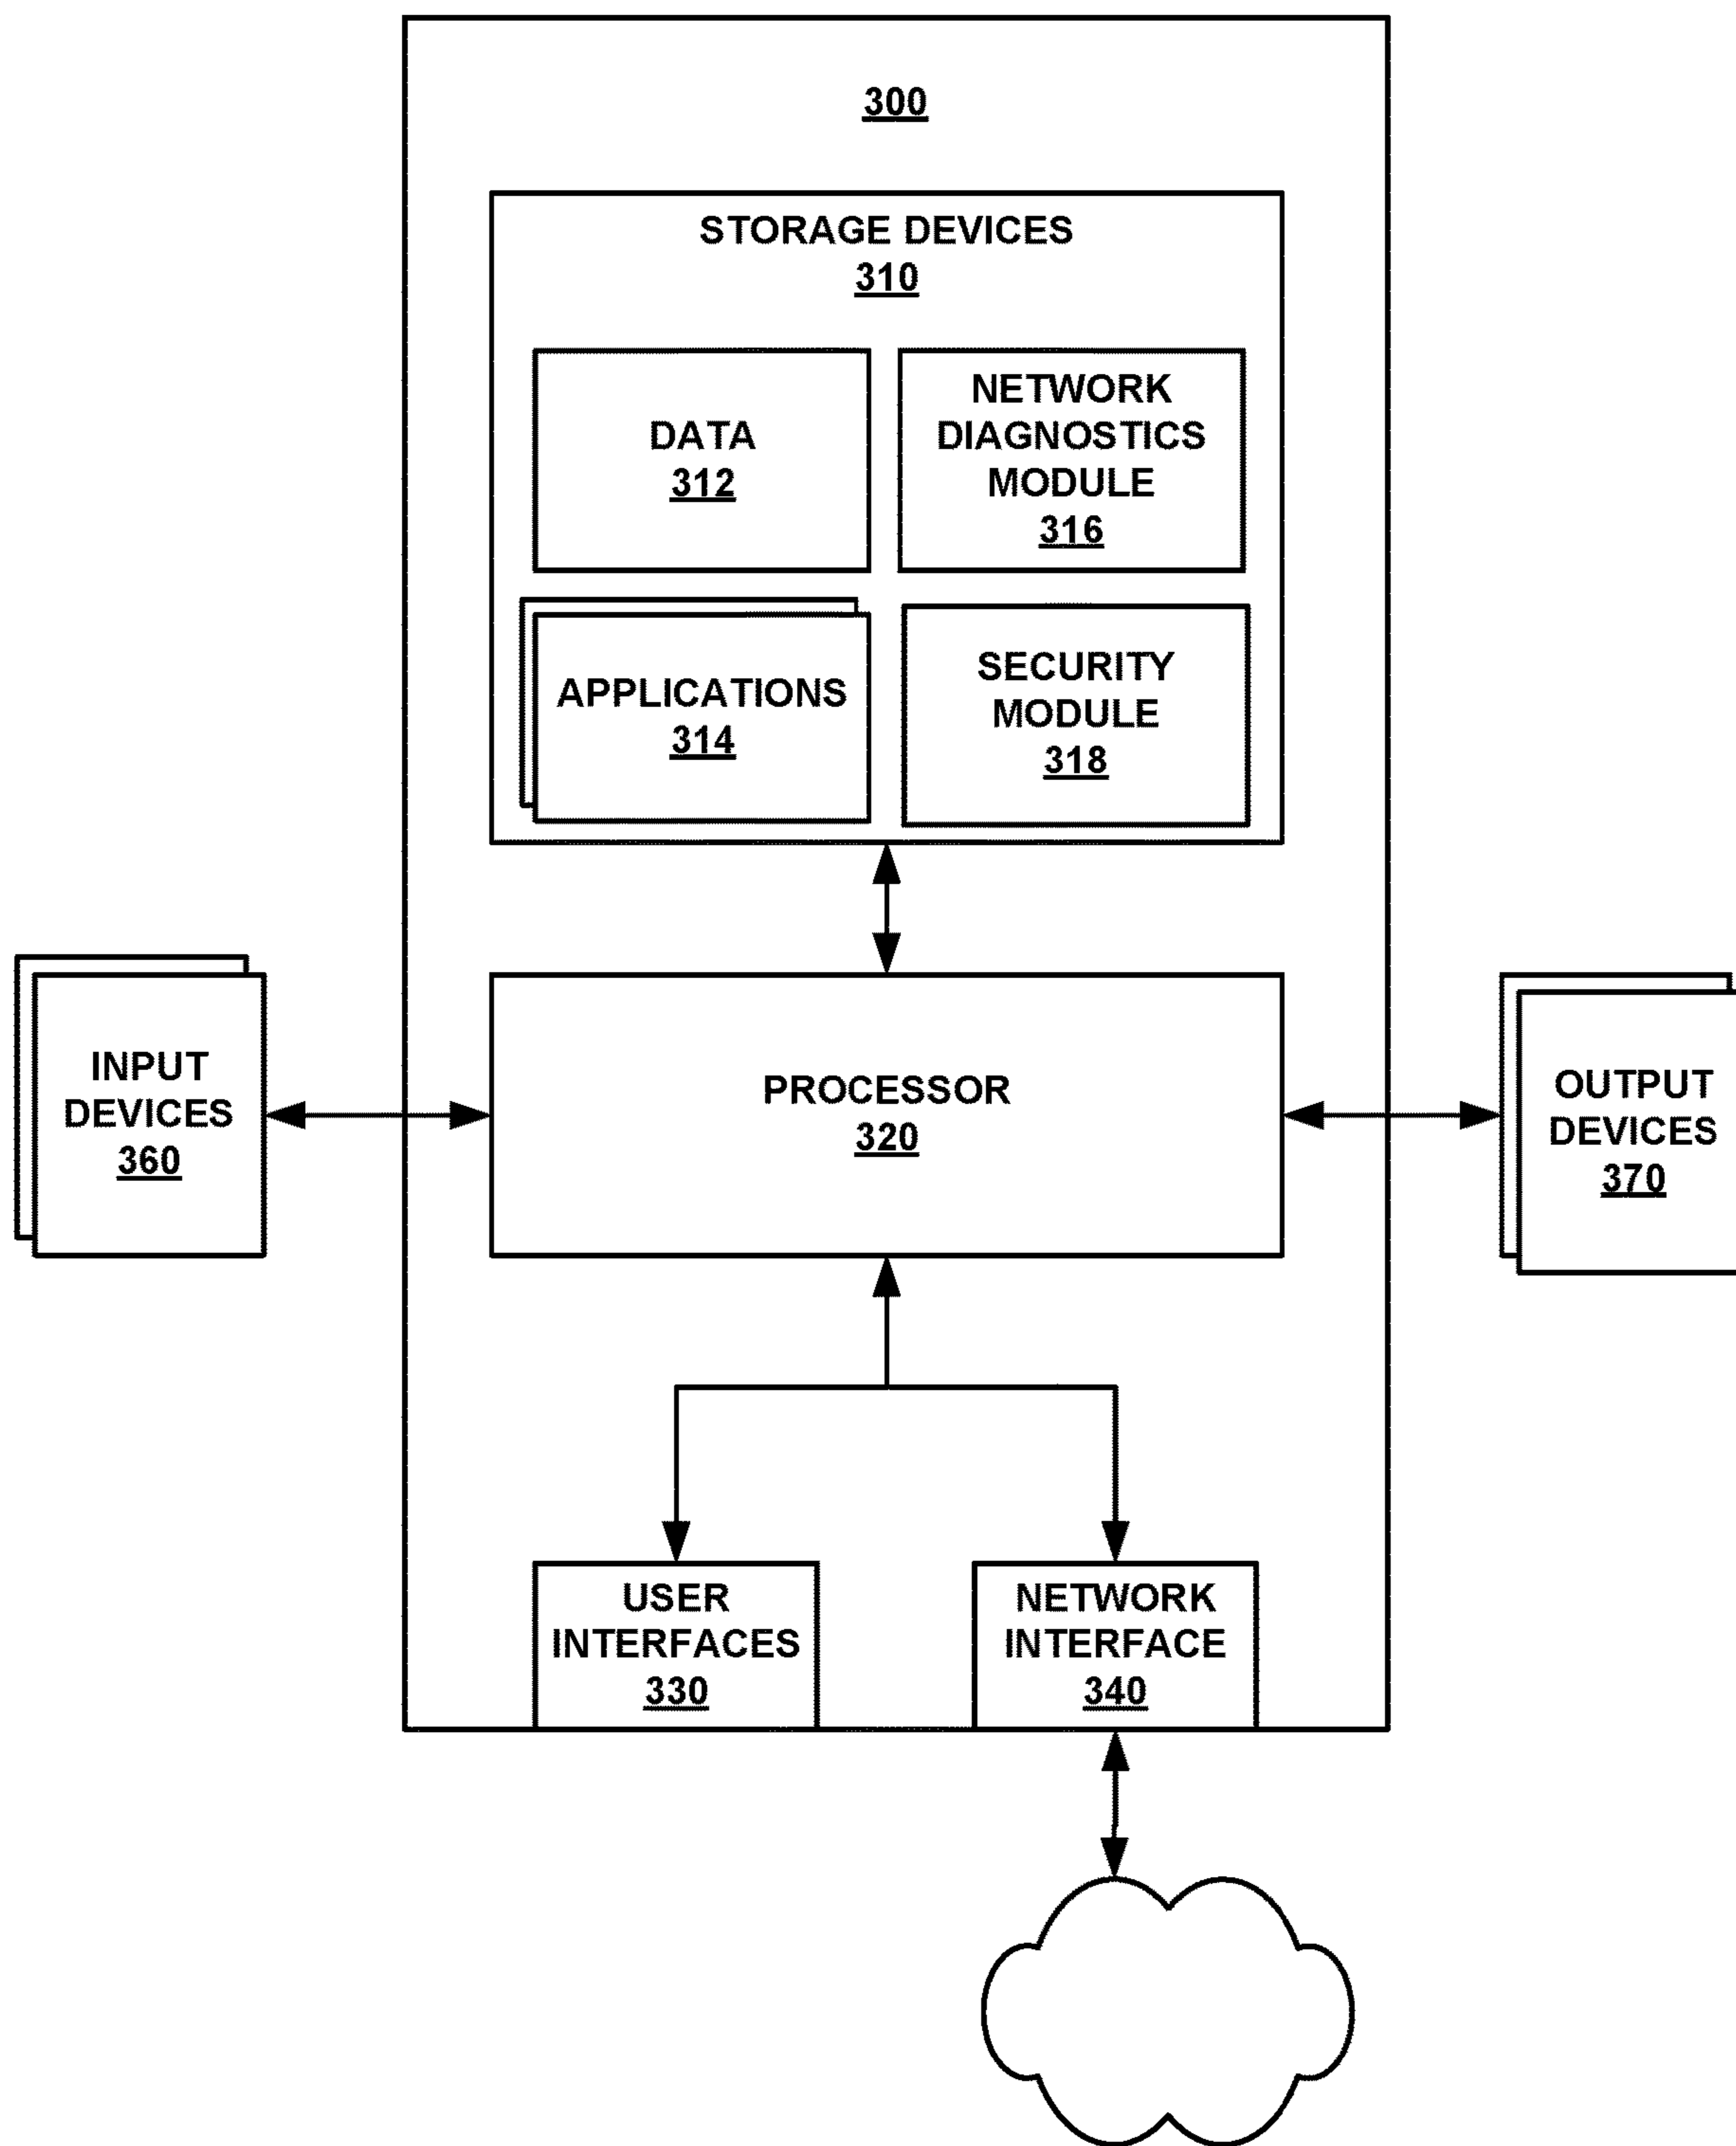 300
STORAGE DEVICES
310
DATA
312
NETWORK
DIAGNOSTICS
MODULE
316
APPLICATIONS
314
SECURITY
MODULE
318
INPUT
DEVICES
360
PROCESSOR
320
OUTPUT
DEVICES
370
USER
INTERFACES
330
NETWORK
INTERFACE
340